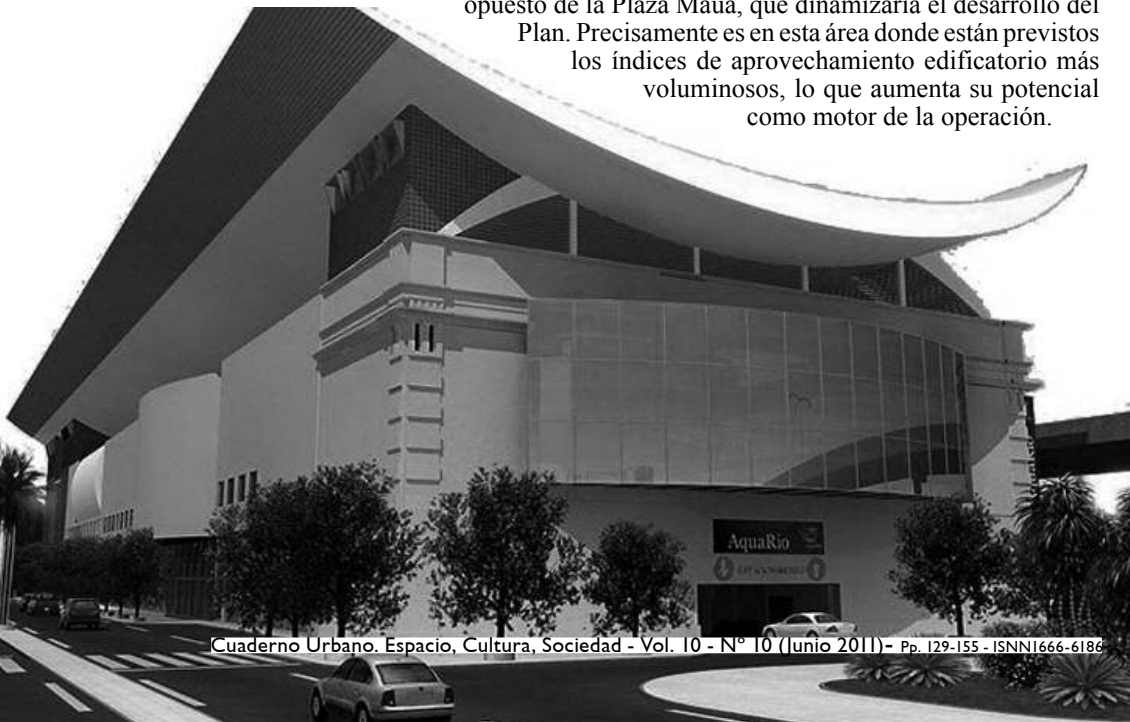 opuesto de la Plaza Mauá, que dinamizaría el desarrollo del
Plan. Precisamente es en esta área donde están previstos
los índices de aprovechamiento edificatorio más
voluminosos, lo que aumenta su potencial
como motor de la operación.
AquaRio
ESTACIONAMENTO
Cuaderno Urbano. Espacio, Cultura, Sociedad - Vol. 10 - Nº 10 (Junio 2011)- Pp. 129-155 - ISNN1666-6186